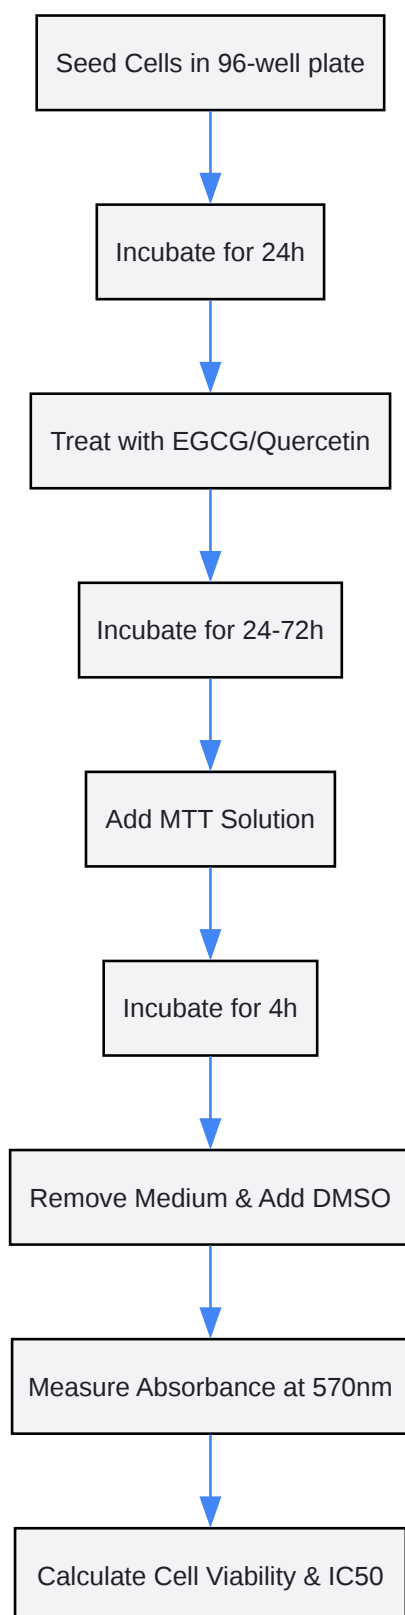 Seed Cells in 96-well plate
Incubate for 24h
Treat with EGCG/Quercetin
Incubate for 24-72h
Add MTT Solution
Incubate for 4h
Remove Medium & Add DMSO
Measure Absorbance at 570nm
Calculate Cell Viability & IC50